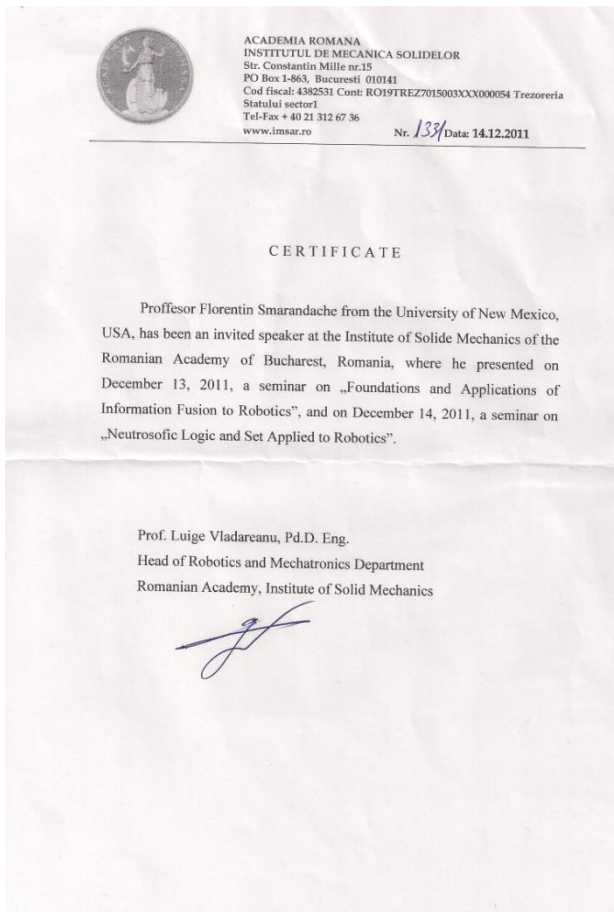 ACADEMIA ROMANA
INSTITUTUL DE MECANICA SOLIDELOR
Str. Constantin Mille nr.15
PO Box 1-863, Bucuresti 010141
Cod fiscal: 4382531 Cont: RO19TREZ7015003XXX000054 Trezoreria
Statului sector1
Tel-Fax + 40 21 312 67 36
www.imsar.ro Nr. 133/Data: 14.12.2011
CERTIFICATE
Proffesor Florentin Smarandache from the University of New Mexico,
USA, has been an invited speaker at the Institute of Solide Mechanics of the
Romanian Academy of Bucharest, Romania, where he presented on
December 13, 2011, a seminar on „Foundations and Applications of
Information Fusion to Robotics”, and on December 14, 2011, a seminar on
„Neutrosofic Logic and Set Applied to Robotics”.
Prof. Luige Vladareanu, Pd.D. Eng.
Head of Robotics and Mechatronics Department
Romanian Academy, Institute of Solid Mechanics